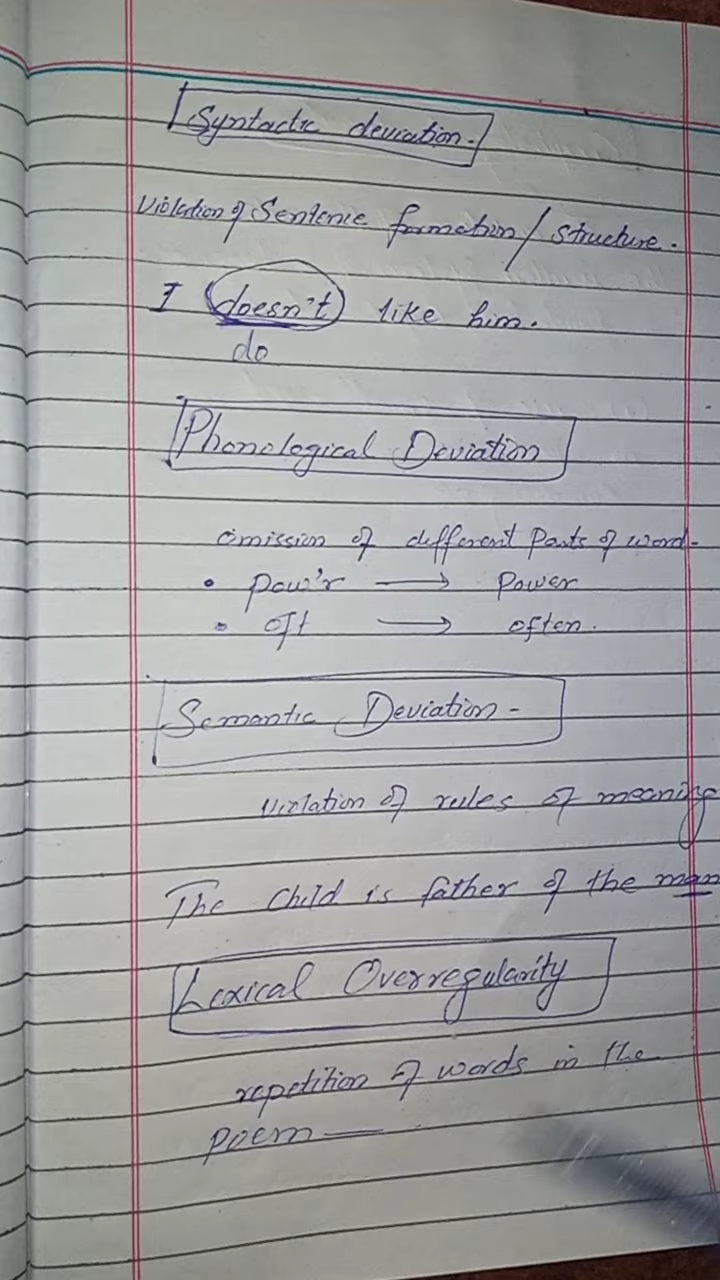 Syntactic deviation.
Violation of Sentence formation/structure.
I doesn't like him.
do
Phonological Deviation
omission of different Parts of word.
• pow'r → Power
• oft → often.
Semantic Deviation -
Violation of rules of meaning
The Child is father of the man
Lexical Overregularity
repetition of words in the
poem —